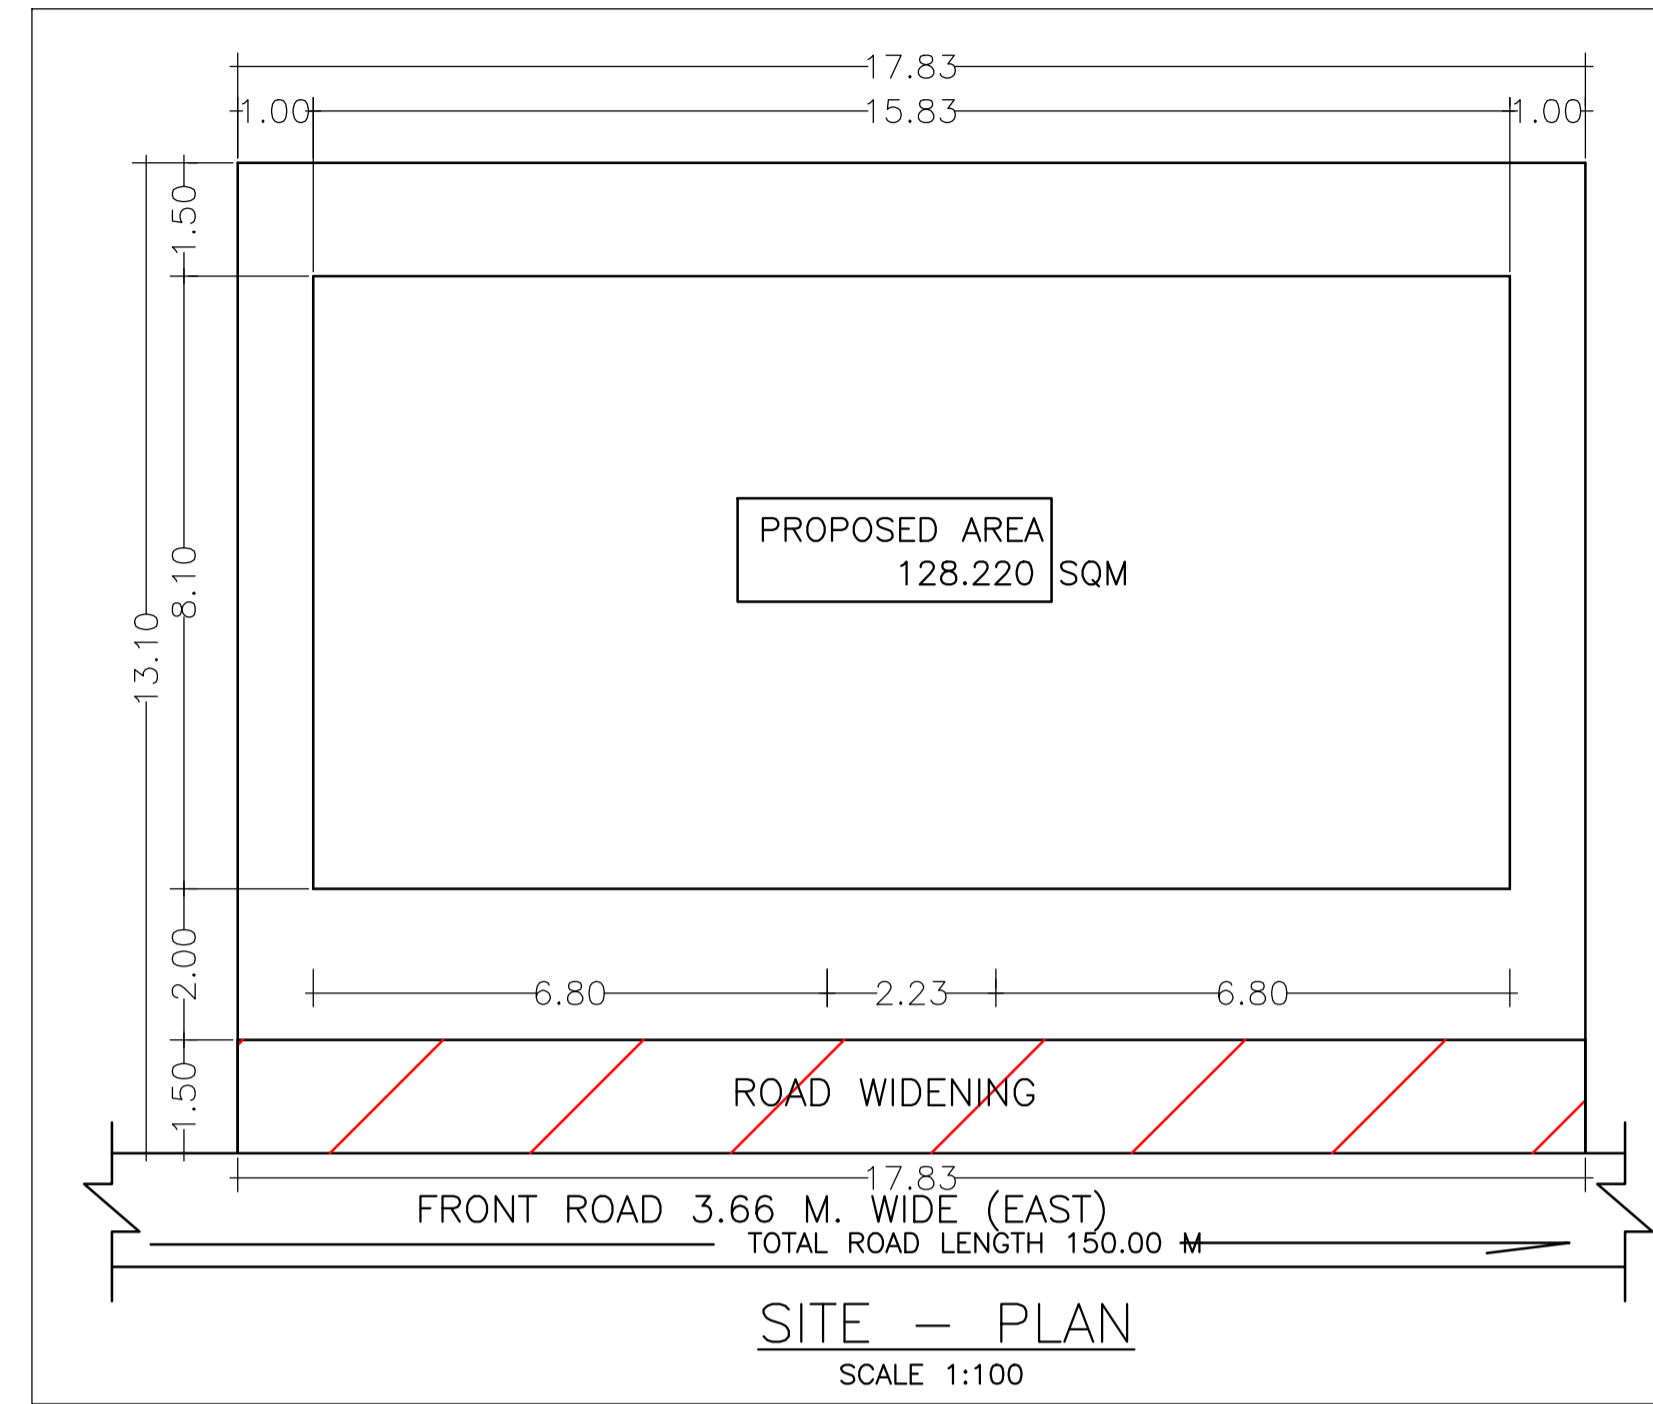 17.83
1.00 15.83 1.00
1.50
8.10
13.10
PROPOSED AREA
128.220 SQM
2.00
6.80 2.23 6.80
1.50
ROAD WIDENING
17.83
FRONT ROAD 3.66 M. WIDE (EAST)
TOTAL ROAD LENGTH 150.00 M
SITE - PLAN
SCALE 1:100